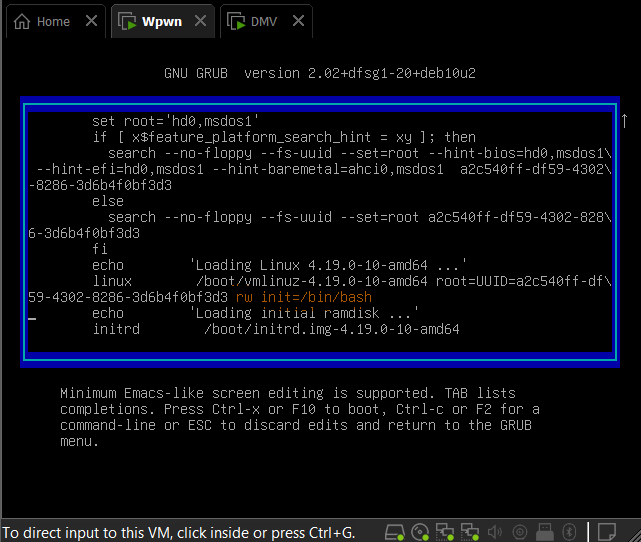 Home Wpwn DMV
GNU GRUB version 2.02+dfsg1-20+deb10u2
set root='hd0,msdos1'
if [ x$feature_platform_search_hint = xy ]; then
search --no-floppy --fs-uuid --set=root --hint-bios=hd0,msdos1\
--hint-efi=hd0,msdos1 --hint-baremetal=ahci0,msdos1 a2c540ff-df59-4302\
-8286-3d6b4f0bf3d3
else
search --no-floppy --fs-uuid --set=root a2c540ff-df59-4302-828\
6-3d6b4f0bf3d3
fi
echo 'Loading Linux 4.19.0-10-amd64 ...'
linux /boot/vmlinuz-4.19.0-10-amd64 root=UUID=a2c540ff-df\
59-4302-8286-3d6b4f0bf3d3 rw init=/bin/bash
echo 'Loading initial ramdisk ...'
initrd /boot/initrd.img-4.19.0-10-amd64
Minimum Emacs-like screen editing is supported. TAB lists
completions. Press Ctrl-x or F10 to boot, Ctrl-c or F2 for a
command-line or ESC to discard edits and return to the GRUB
menu.
To direct input to this VM, click inside or press Ctrl+G.